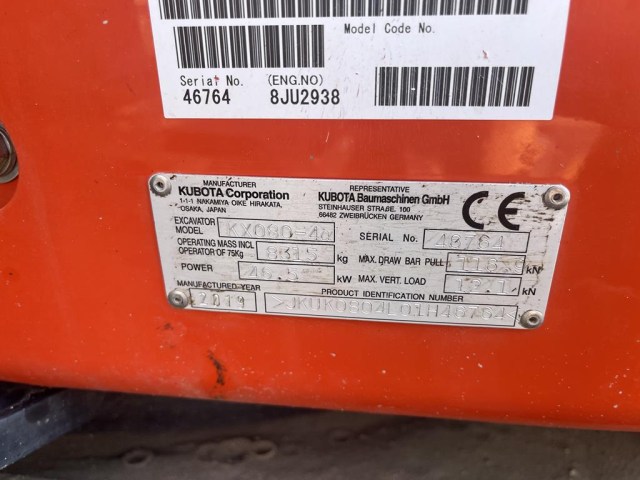 Model Code No.
Serial No. (ENG.NO)
46764 8JU2938
MANUFACTURER
KUBOTA Corporation
1-1-1 NAKAMIYA OIKE HIRAKATA,
OSAKA, JAPAN
REPRESENTATIVE
KUBOTA Baumaschinen GmbH
STEINHAUSER STRAßE, 100
66482 ZWEIBRÜCKEN GERMANY
CE
EXCAVATOR
MODEL
SERIAL No. 46764
OPERATING MASS INCL
OPERATOR OF 75Kg kg
MAX. DRAW BAR PULL kN
POWER kW
MAX. VERT. LOAD kN
MANUFACTURED YEAR
2019
PRODUCT IDENTIFICATION NUMBER